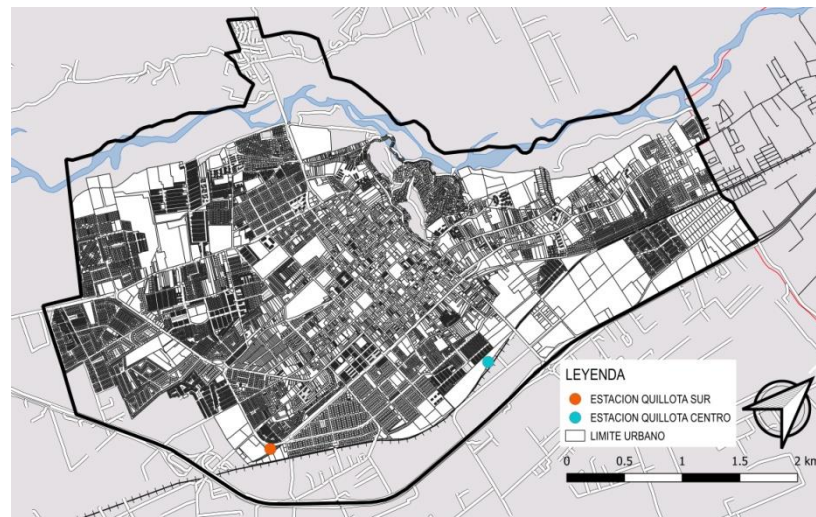 LEYENDA
ESTACION QUILLOTA SUR
ESTACION QUILLOTA CENTRO
LIMITE URBANO
0 0.5 1 1.5 2 km